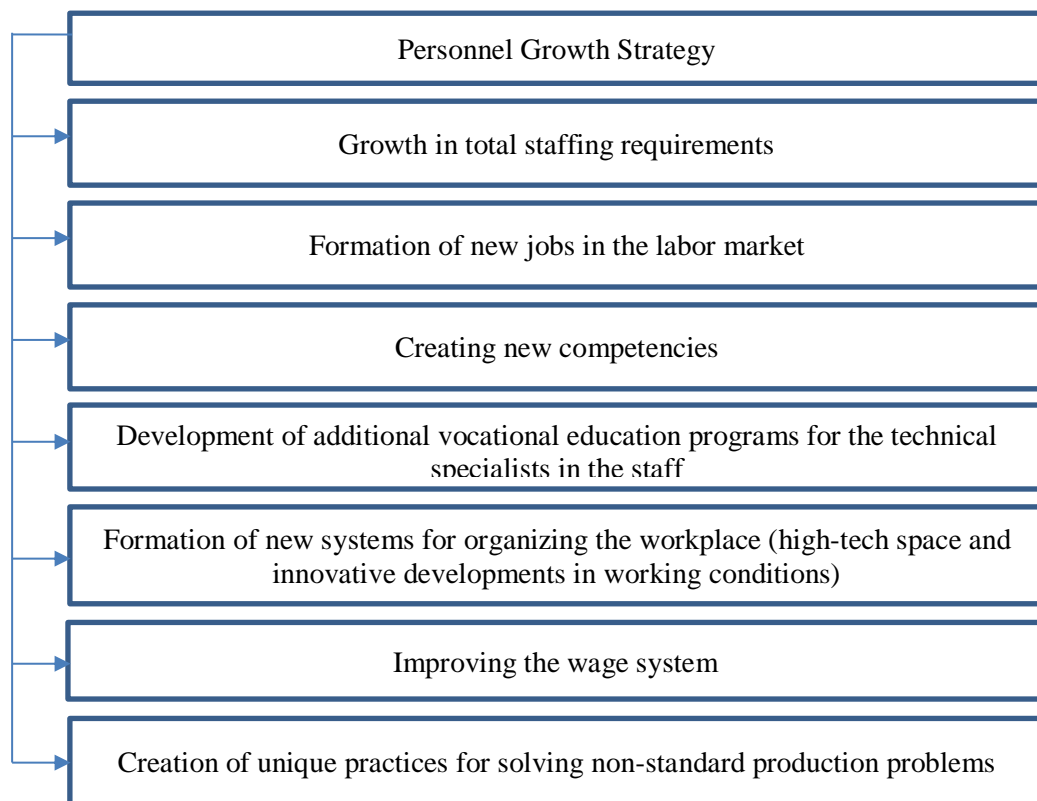 Personnel Growth Strategy
Growth in total staffing requirements
Formation of new jobs in the labor market
Creating new competencies
Development of additional vocational education programs for the technical
specialists in the staff
Formation of new systems for organizing the workplace (high-tech space and
innovative developments in working conditions)
Improving the wage system
Creation of unique practices for solving non-standard production problems